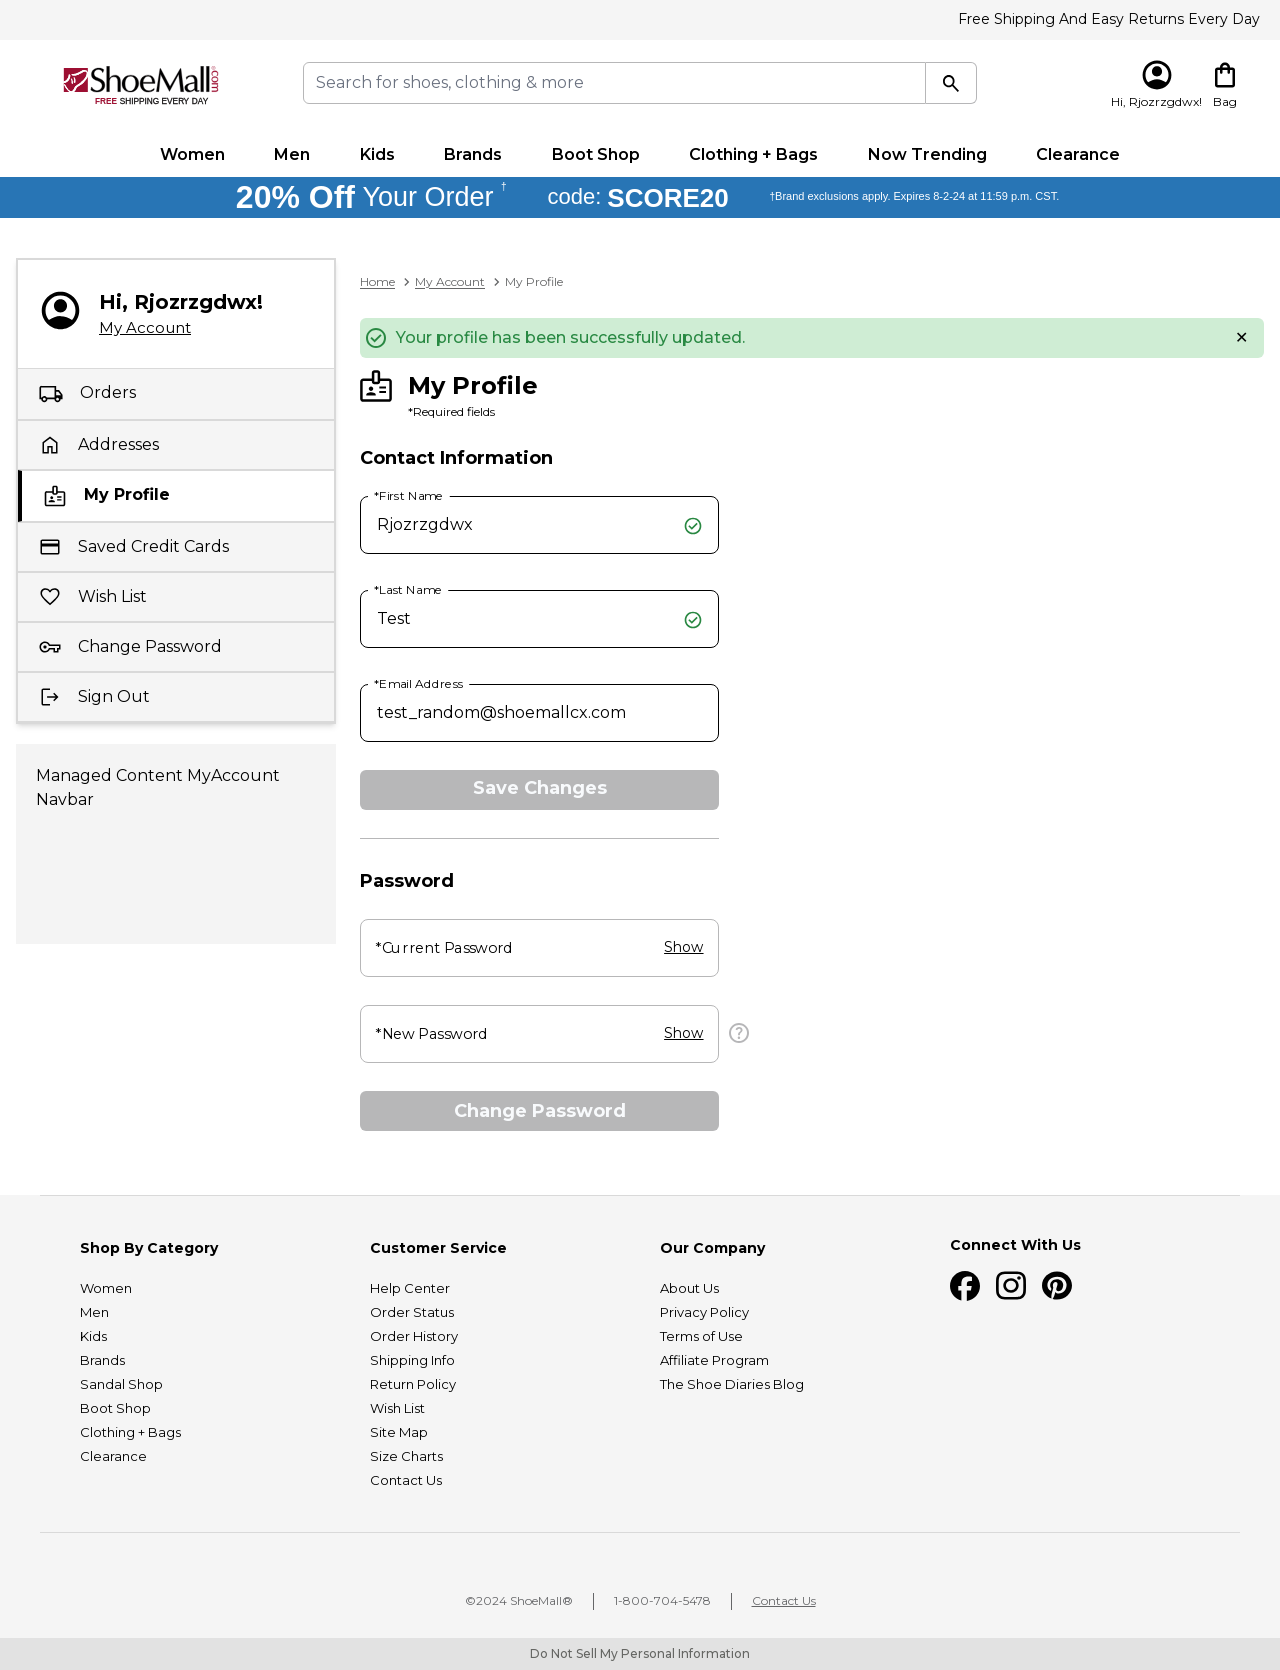 Free Shipping And Easy Returns Every Day
ShoeMall.com®
FREE SHIPPING EVERY DAY
Search for shoes, clothing & more
Hi, Rjozrzgdwx!
Bag
Women
Men
Kids
Brands
Boot Shop
Clothing + Bags
Now Trending
Clearance
20% Off Your Order †
code: SCORE20
†Brand exclusions apply. Expires 8-2-24 at 11:59 p.m. CST.
Hi, Rjozrzgdwx!
My Account
Orders
Addresses
My Profile
Saved Credit Cards
Wish List
Change Password
Sign Out
Managed Content MyAccount
Navbar
Home
My Account
My Profile
Your profile has been successfully updated.
My Profile
*Required fields
Contact Information
*First Name
Rjozrzgdwx
*Last Name
Test
*Email Address
test_random@shoemallcx.com
Save Changes
Password
*Current Password
Show
*New Password
Show
Change Password
Shop By Category
Women
Men
Kids
Brands
Sandal Shop
Boot Shop
Clothing + Bags
Clearance
Customer Service
Help Center
Order Status
Order History
Shipping Info
Return Policy
Wish List
Site Map
Size Charts
Contact Us
Our Company
About Us
Privacy Policy
Terms of Use
Affiliate Program
The Shoe Diaries Blog
Connect With Us
©2024 ShoeMall®
1-800-704-5478
Contact Us
Do Not Sell My Personal Information